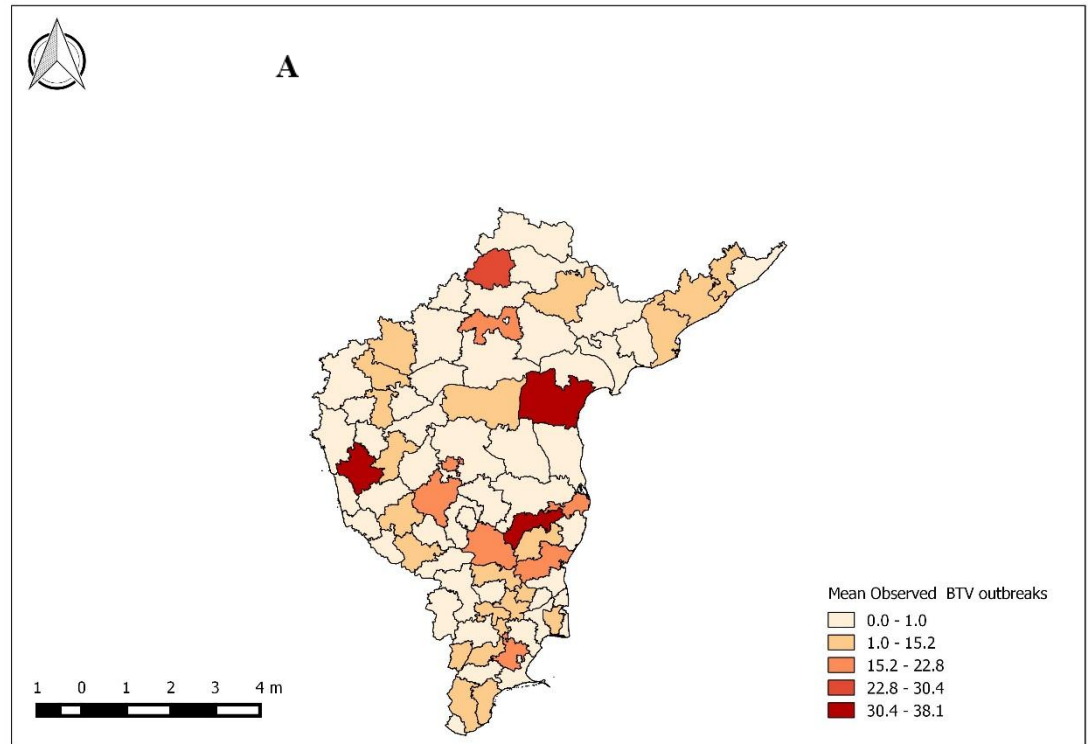 A
Mean Observed BTV outbreaks
0.0 - 1.0
1.0 - 15.2
15.2 - 22.8
22.8 - 30.4
30.4 - 38.1
1 0 1 2 3 4 m